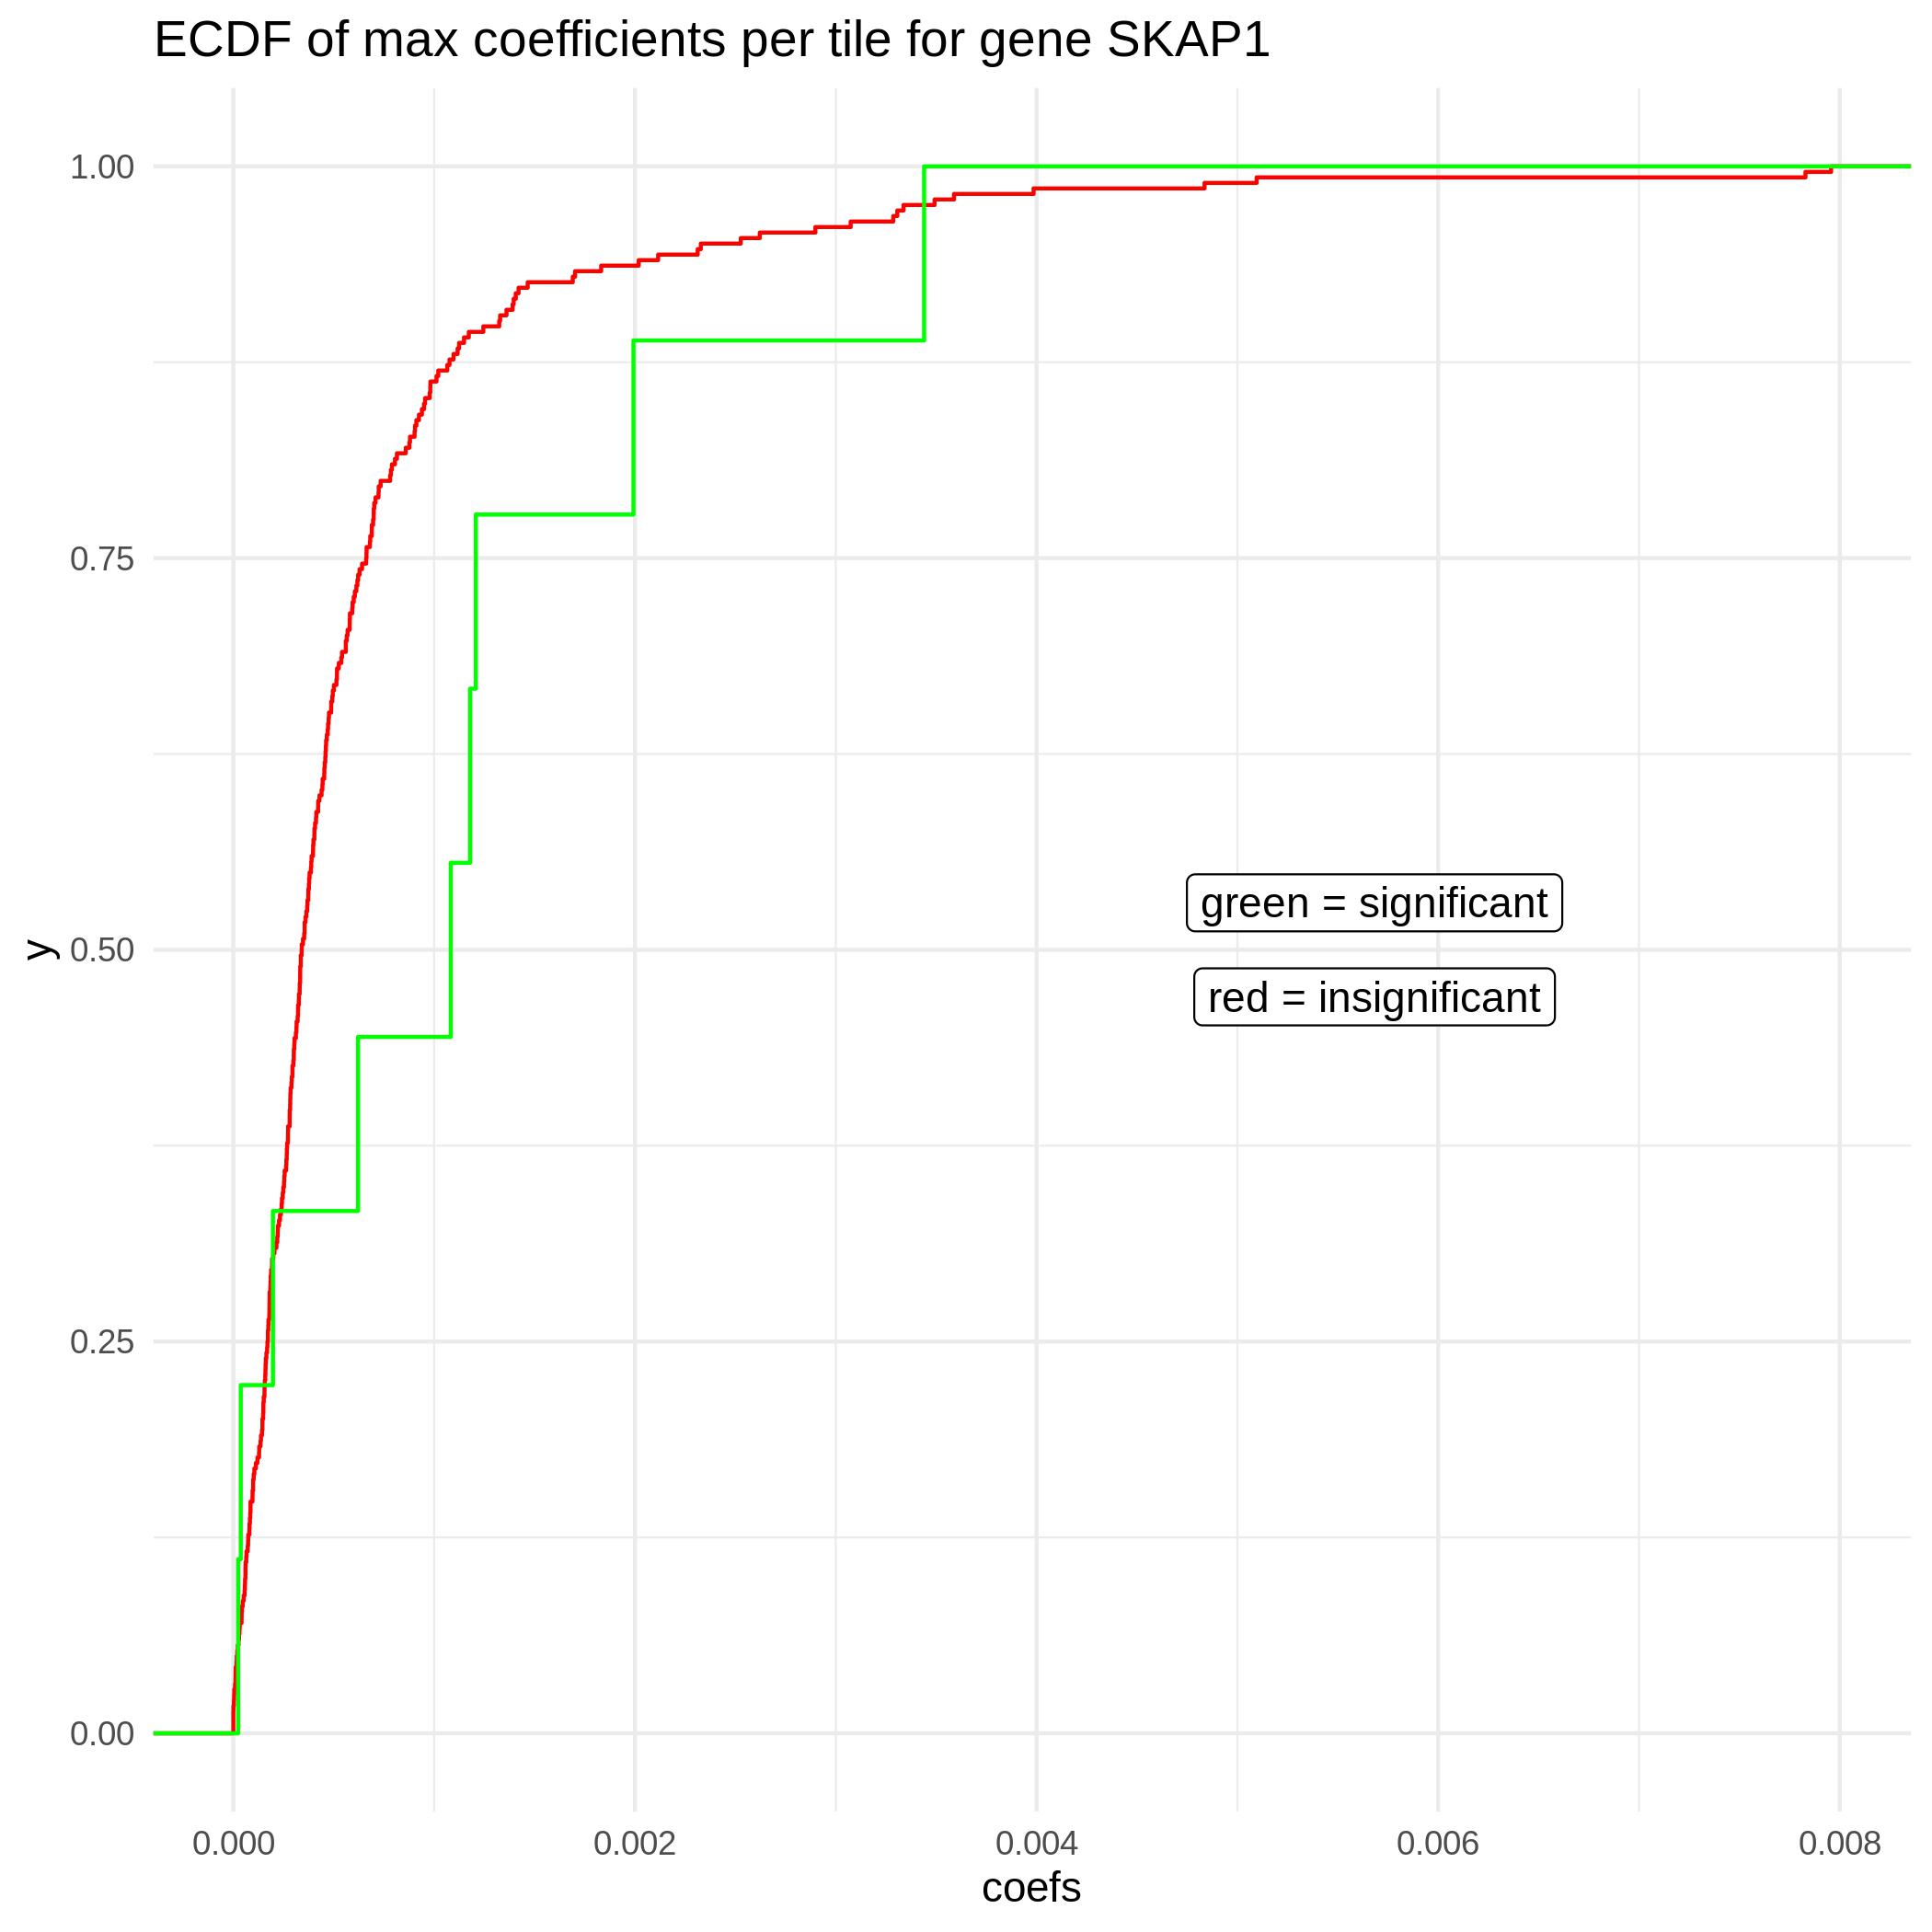 ECDF of max coefficients per tile for gene SKAP1
1.00
0.75
0.50
0.25
0.00
y
green = significant
red = insignificant
0.000 0.002 0.004 0.006 0.008
coefs